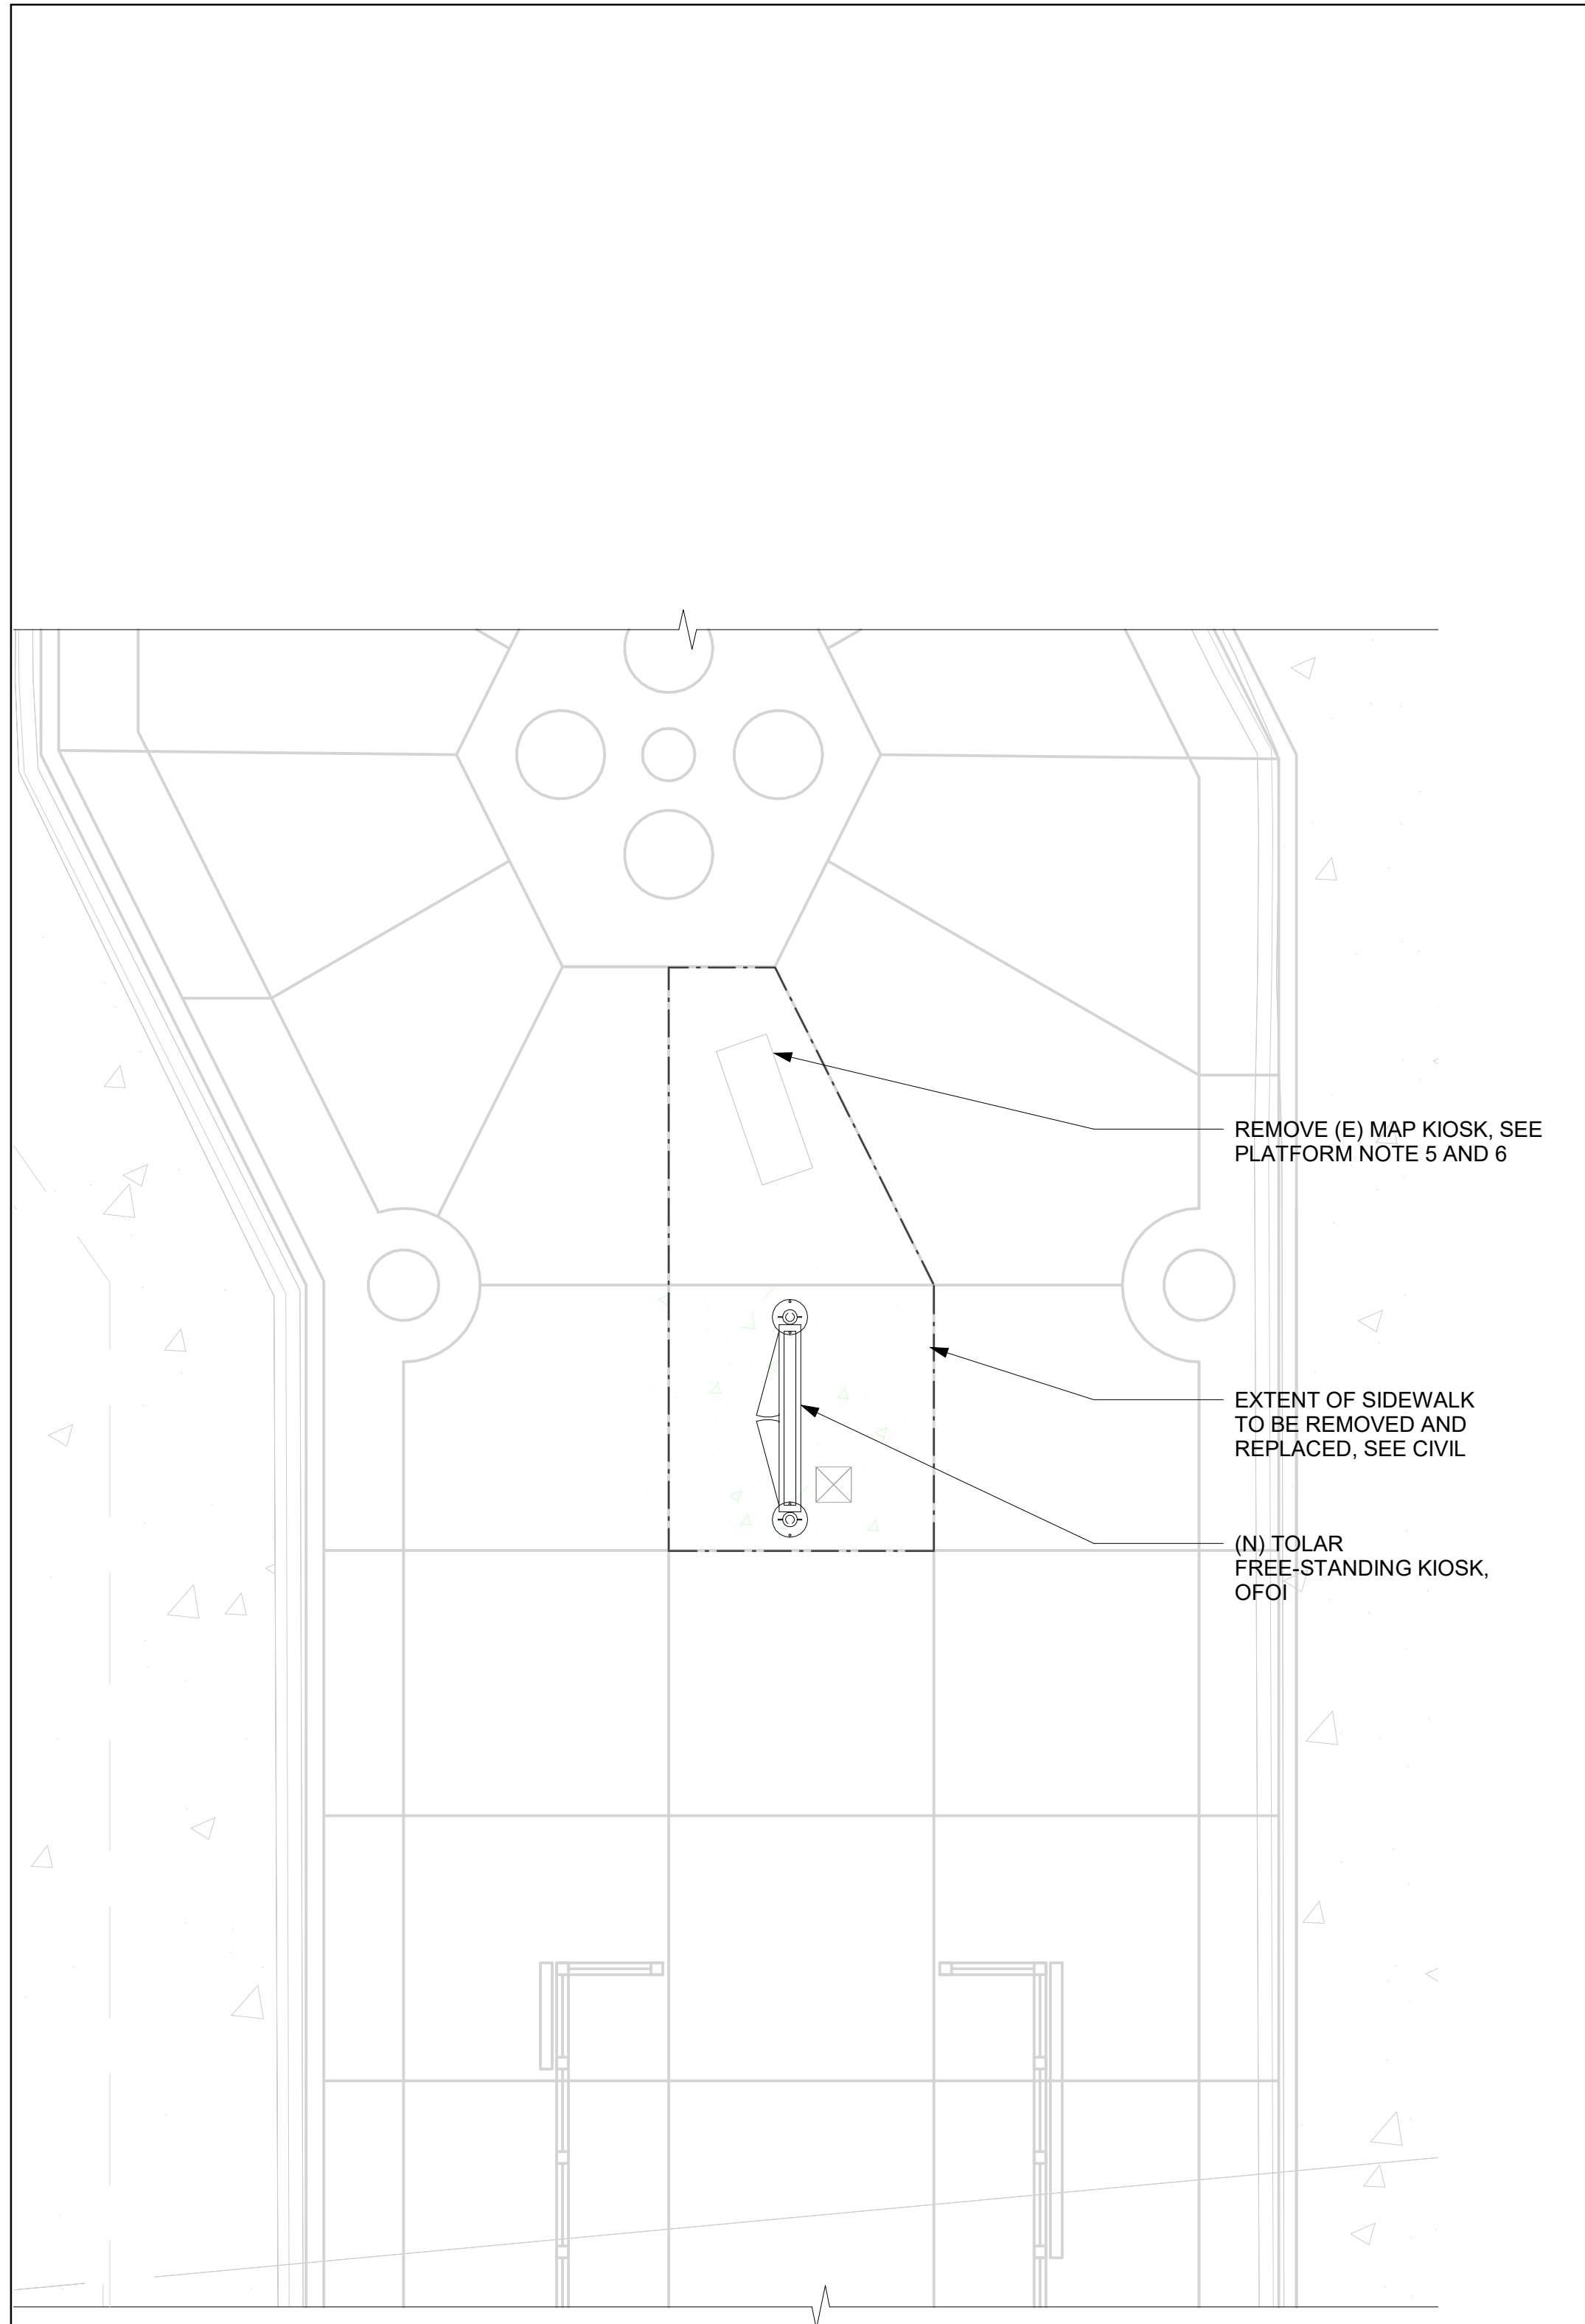 REMOVE (E) MAP KIOSK, SEE
PLATFORM NOTE 5 AND 6
EXTENT OF SIDEWALK
TO BE REMOVED AND
REPLACED, SEE CIVIL
(N) TOLAR
FREE-STANDING KIOSK,
OFOI